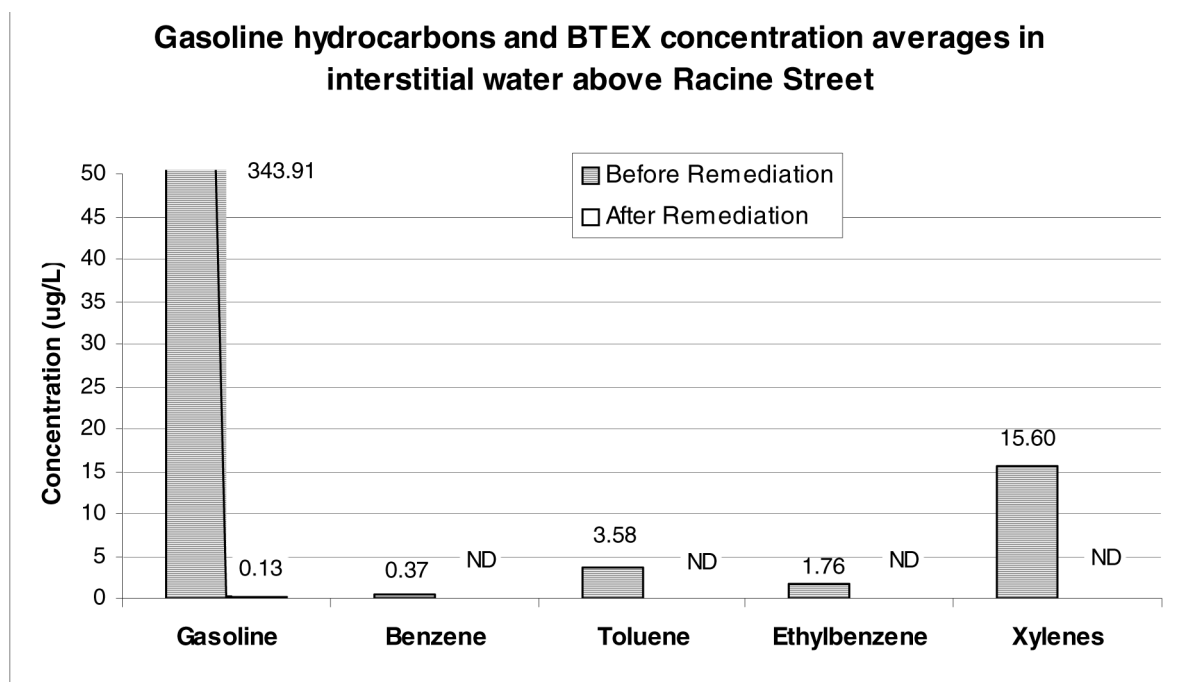 Gasoline hydrocarbons and BTEX concentration averages in
interstitial water above Racine Street
Concentration (ug/L)
50
45
40
35
30
25
20
15
10
5
0
343.91
Before Remediation
After Remediation
0.13
0.37
ND
3.58
ND
1.76
ND
15.60
ND
Gasoline
Benzene
Toluene
Ethylbenzene
Xylenes